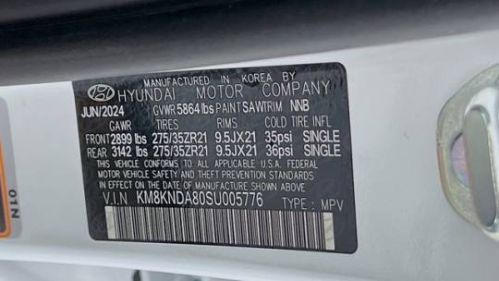 MANUFACTURED IN KOREA BY
HYUNDAI MOTOR COMPANY
JUN/2024 GVWR 5864 lbs PAINT SAW TRIM NNB
GAWR TIRES RIMS COLD TIRE INFL
FRONT 2899 lbs 275/35ZR21 9.5JX21 35psi SINGLE
REAR 3142 lbs 275/35ZR21 9.5JX21 36psi SINGLE
THIS VEHICLE CONFORMS TO ALL APPLICABLE U.S.A. FEDERAL
MOTOR VEHICLE SAFETY STANDARDS IN EFFECT ON THE
DATE OF MANUFACTURE SHOWN ABOVE.
V.I.N KM8KNDA80SU005776 TYPE : MPV
01N